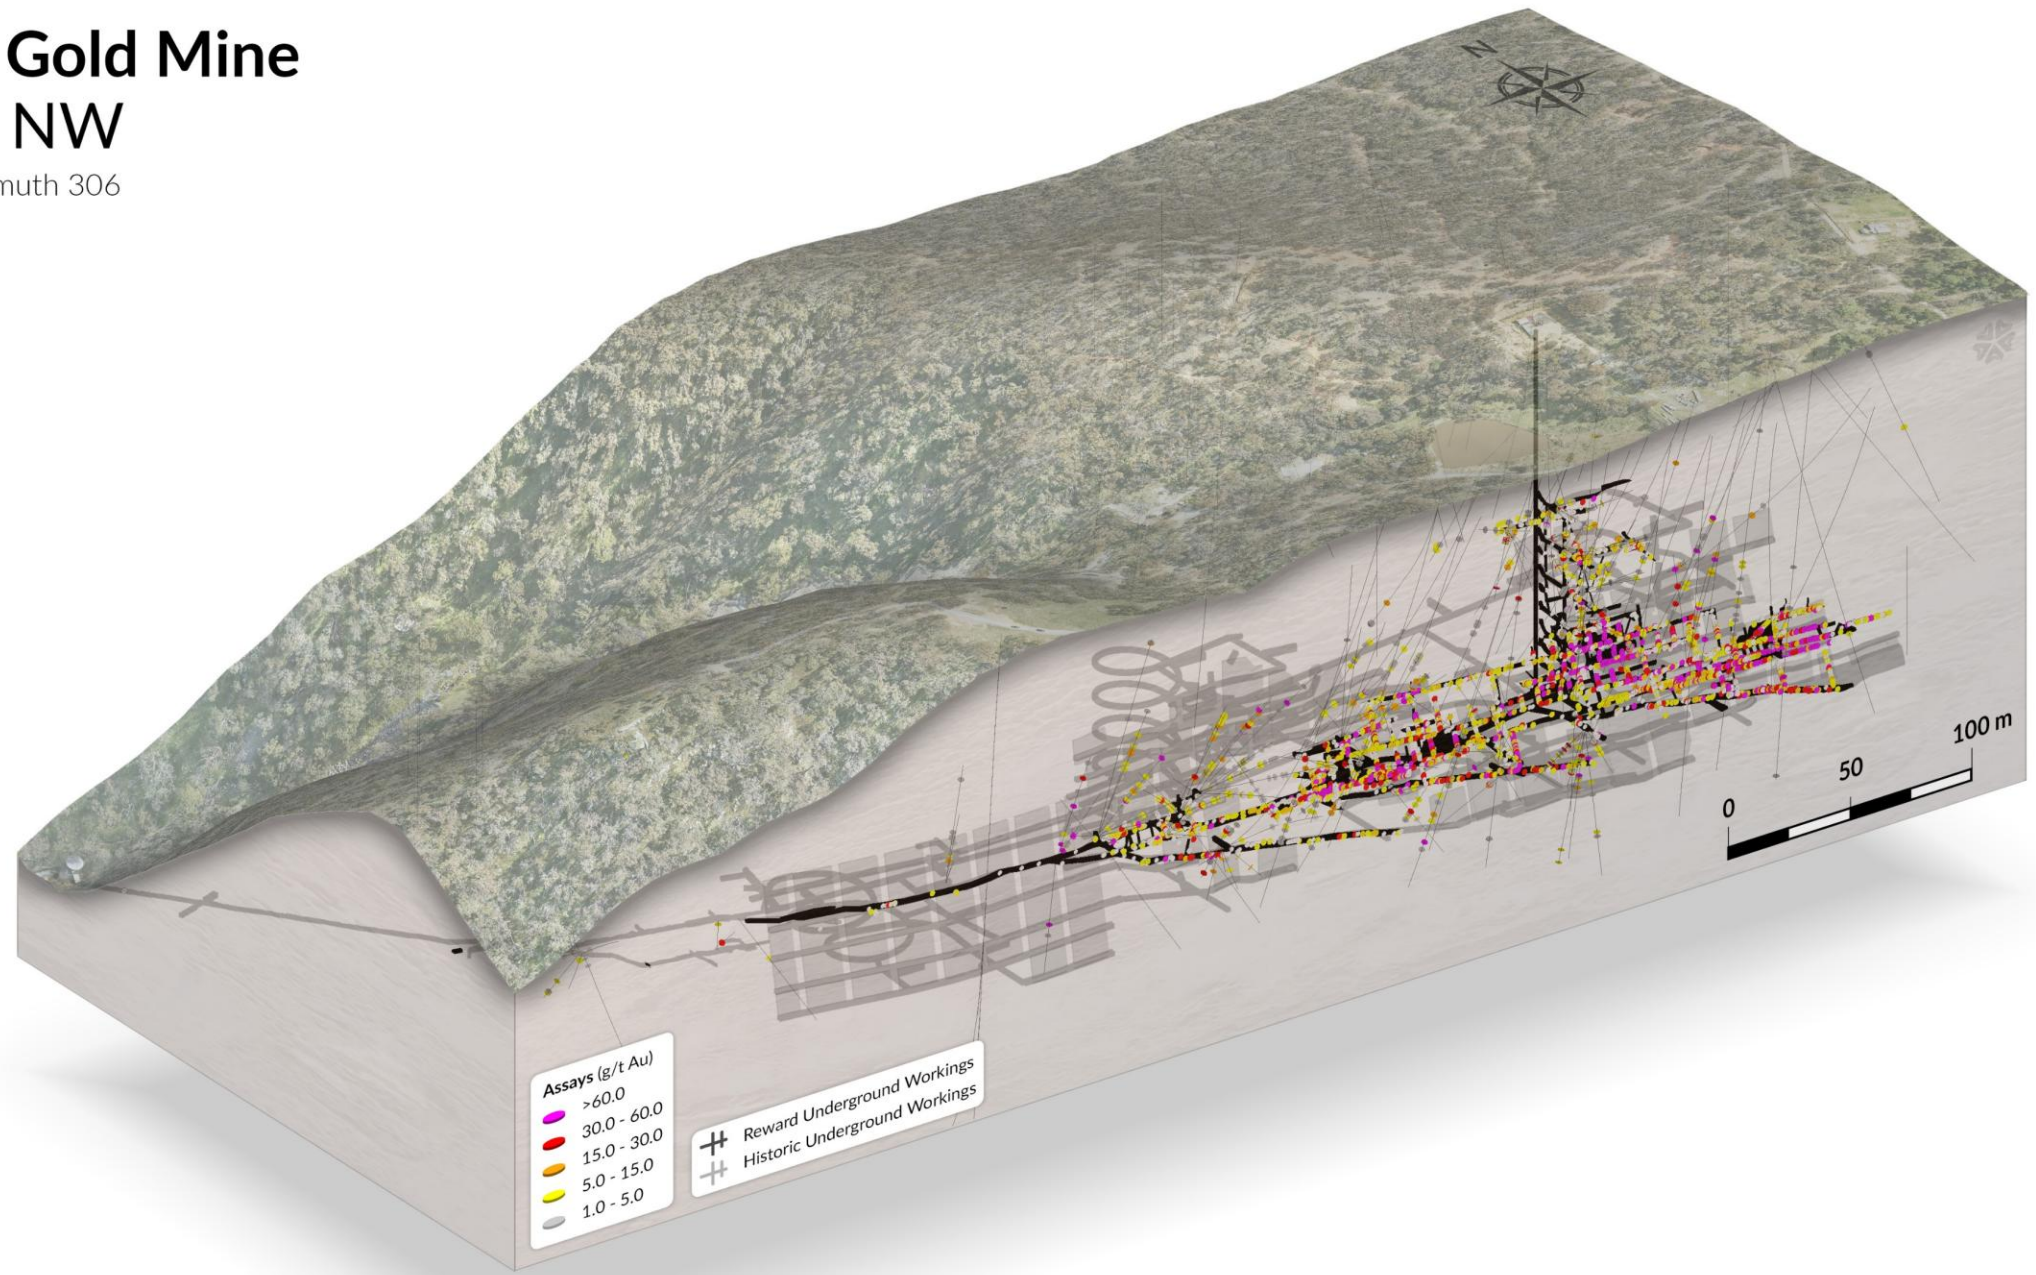 Gold Mine
NW
muth 306
N
100 m
50
0
Assays (g/t Au)
>60.0
30.0 - 60.0
15.0 - 30.0
5.0 - 15.0
1.0 - 5.0
Reward Underground Workings
Historic Underground Workings